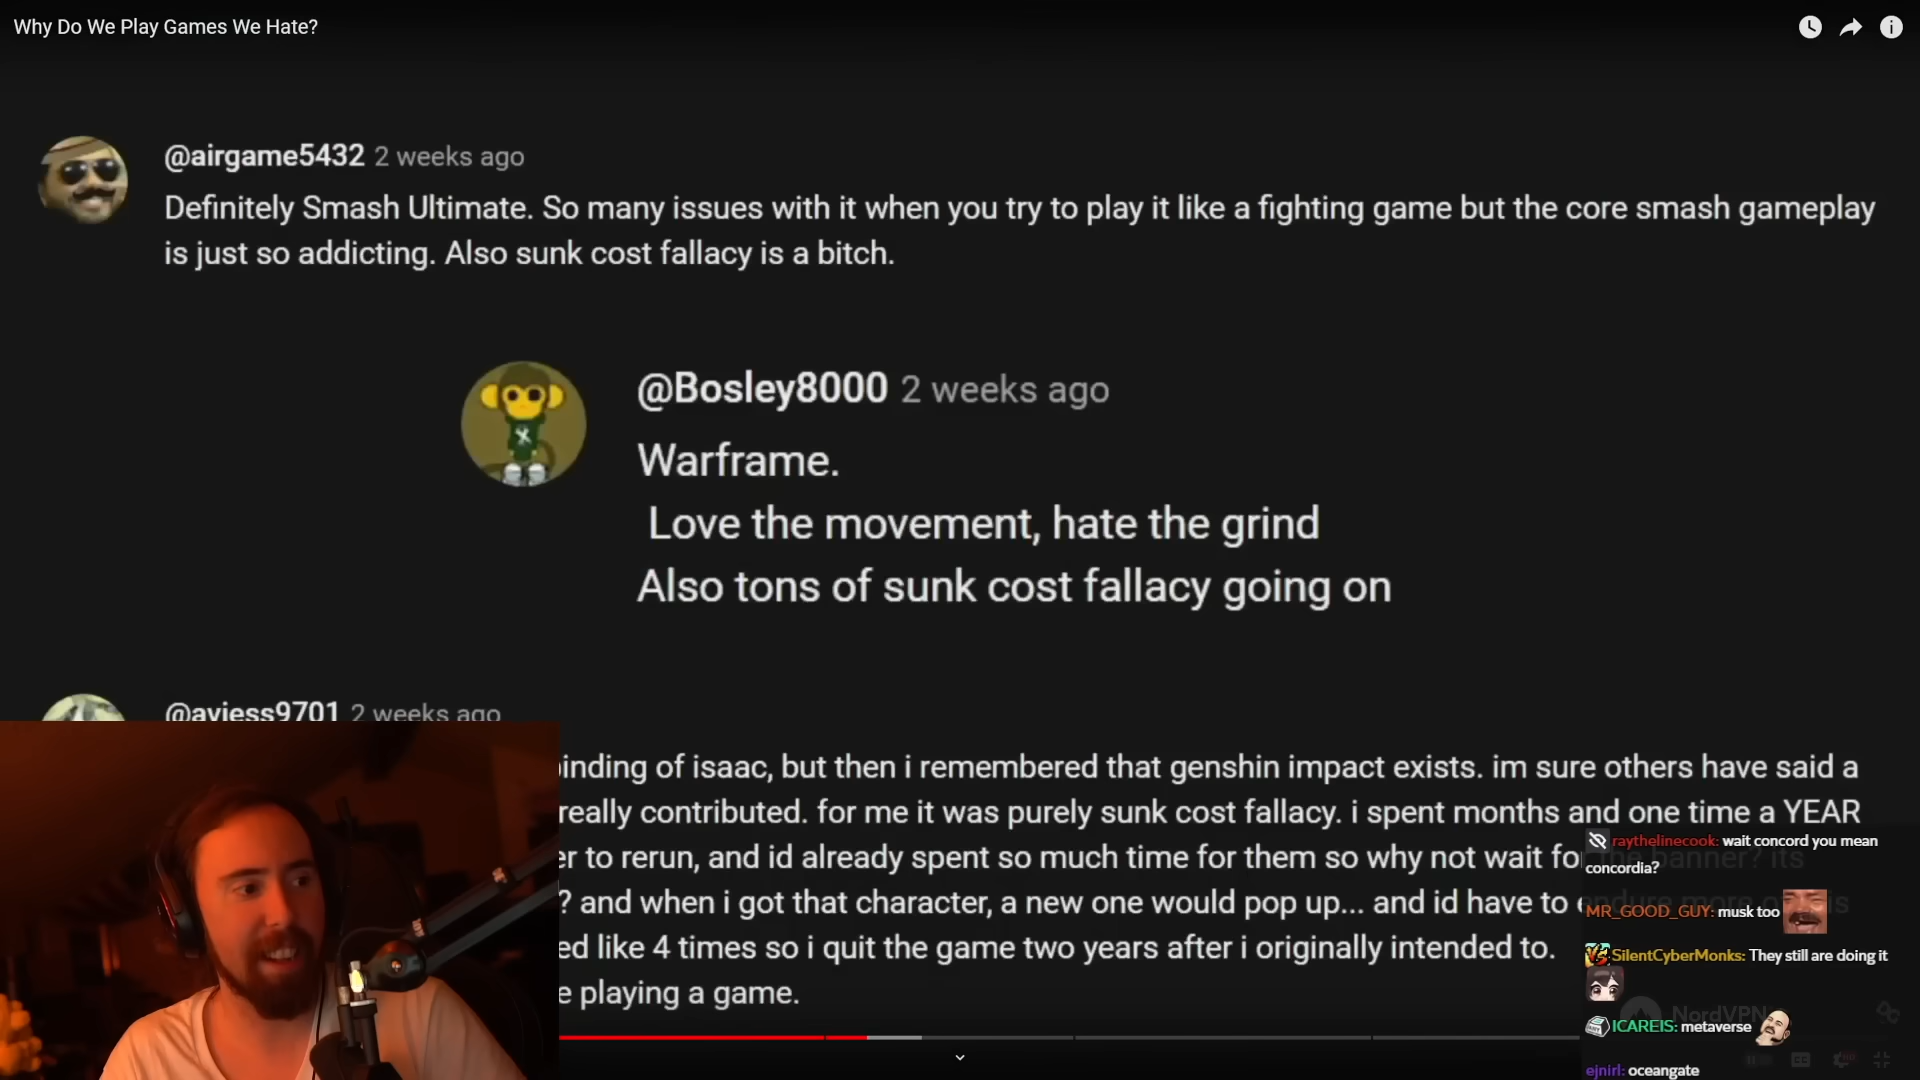 Why Do We Play Games We Hate?
@airgame5432 2 weeks ago
Definitely Smash Ultimate. So many issues with it when you try to play it like a fighting game but the core smash gameplay
is just so addicting. Also sunk cost fallacy is a bitch.
@Bosley8000 2 weeks ago
Warframe.
Love the movement, hate the grind
Also tons of sunk cost fallacy going on
@aviess9701 2 weeks ago
inding of isaac, but then i remembered that genshin impact exists. im sure others have said a
really contributed. for me it was purely sunk cost fallacy. i spent months and one time a YEAR
er to rerun, and id already spent so much time for them so why not wait for the banner? its
? and when i got that character, a new one would pop up... and id have to endure more
ed like 4 times so i quit the game two years after i originally intended to.
e playing a game.
raythelinecook: wait concord you mean
concordia?
MR_GOOD_GUY: musk too
SilentCyberMonks: They still are doing it
NordVPN
ICAREIS: metaverse
ejnirl: oceangate